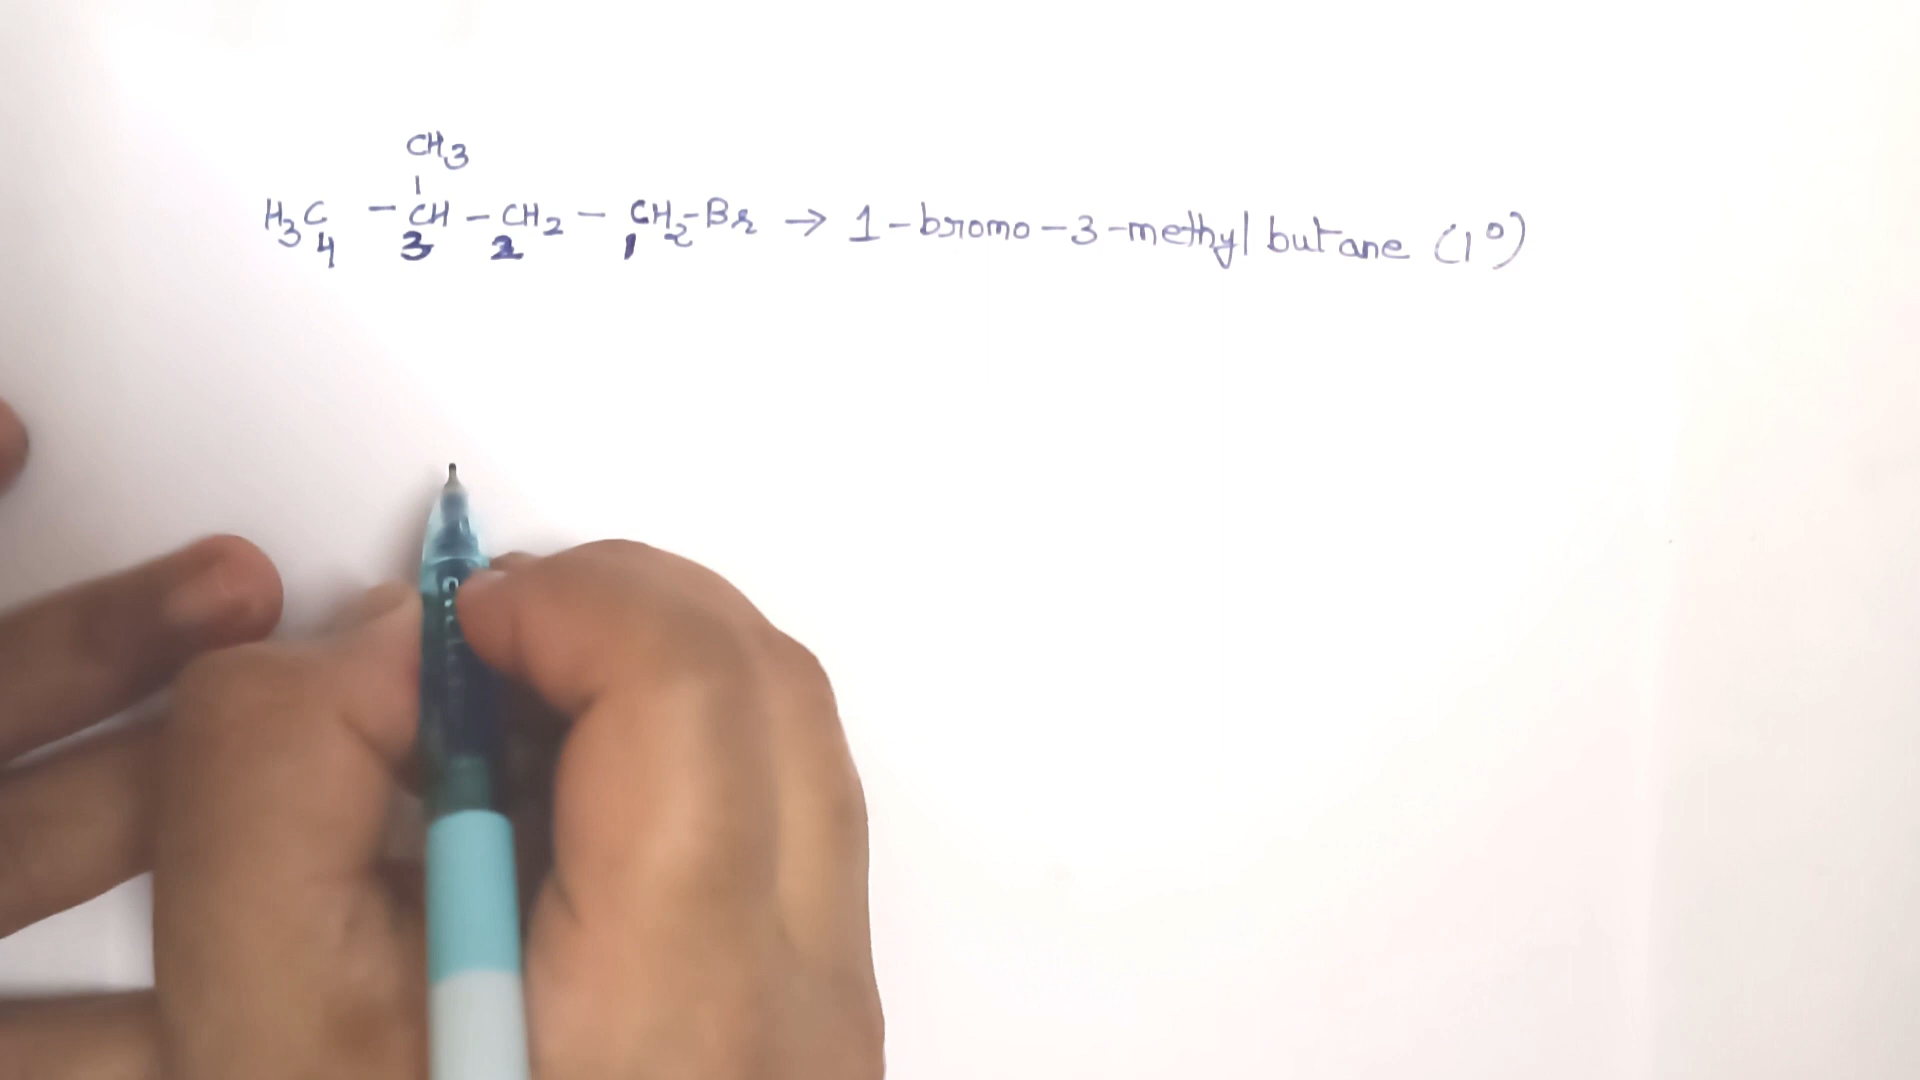 CH3
H3C - CH - CH2 - CH2-Br → 1-bromo-3-methyl butane (1°)
4 3 2 1